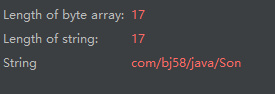 Length of byte array: 17
Length of string: 17
String com/bj58/java/Son